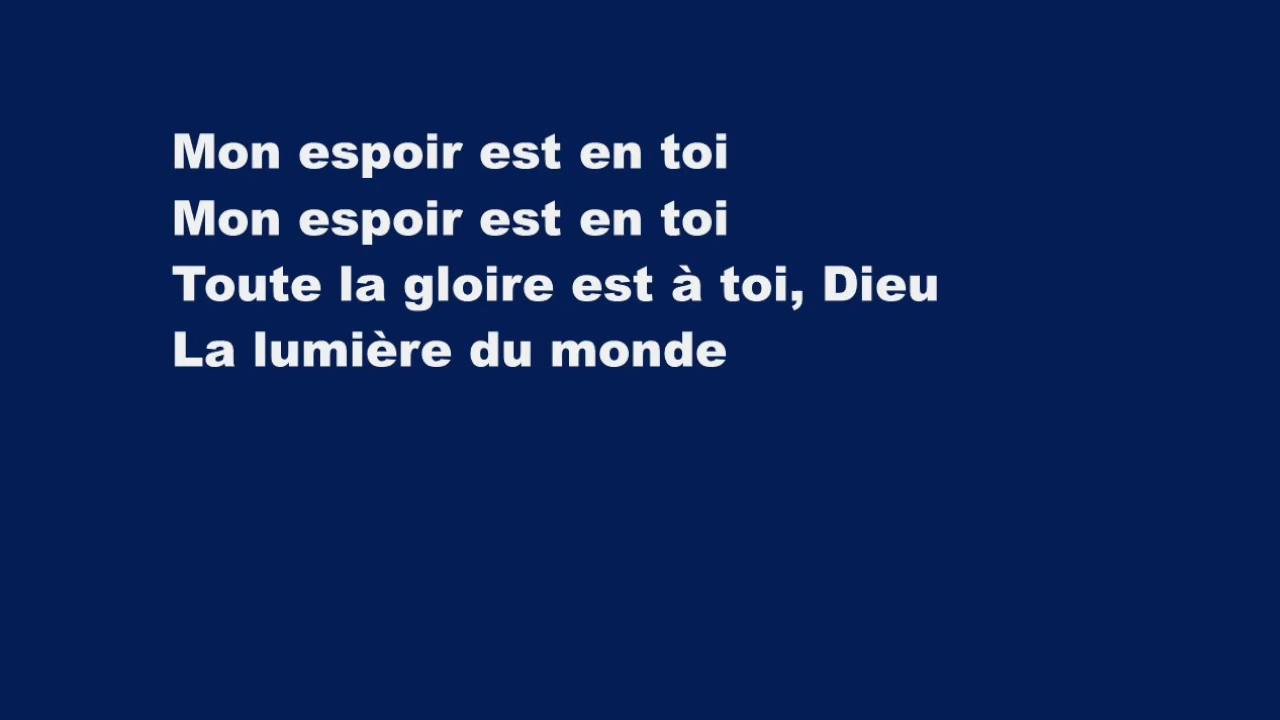 Mon espoir est en toi
Mon espoir est en toi
Toute la gloire est à toi, Dieu
La lumière du monde